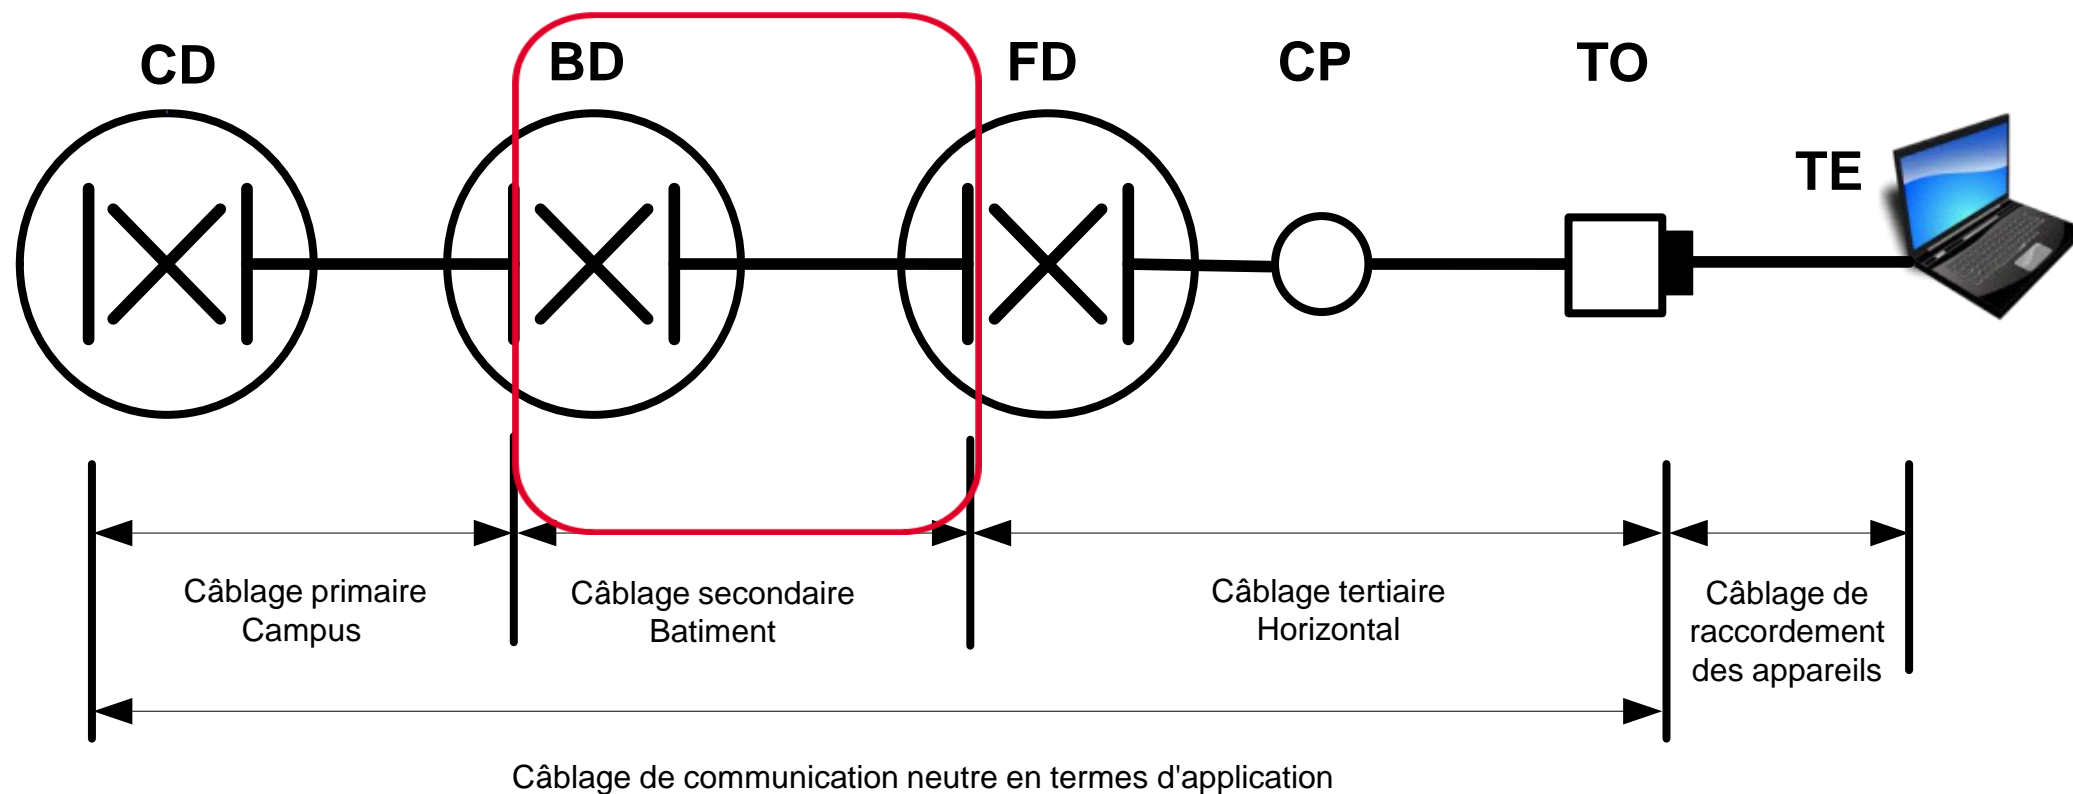 CD
BD
FD
CP
TO
TE
Câblage primaire
Campus
Câblage secondaire
Batiment
Câblage tertiaire
Horizontal
Câblage de
raccordement
des appareils
Câblage de communication neutre en termes d'application